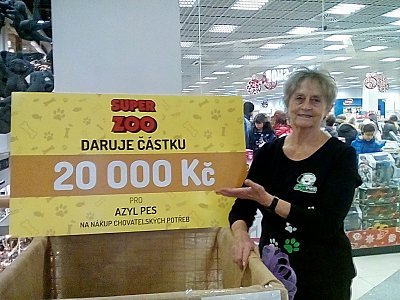 SUPER
ZOO
DARUJE ČÁSTKU
20 000 Kč
PRO
AZYL PES
NA NÁKUP CHOVATELSKÝCH POTŘEB